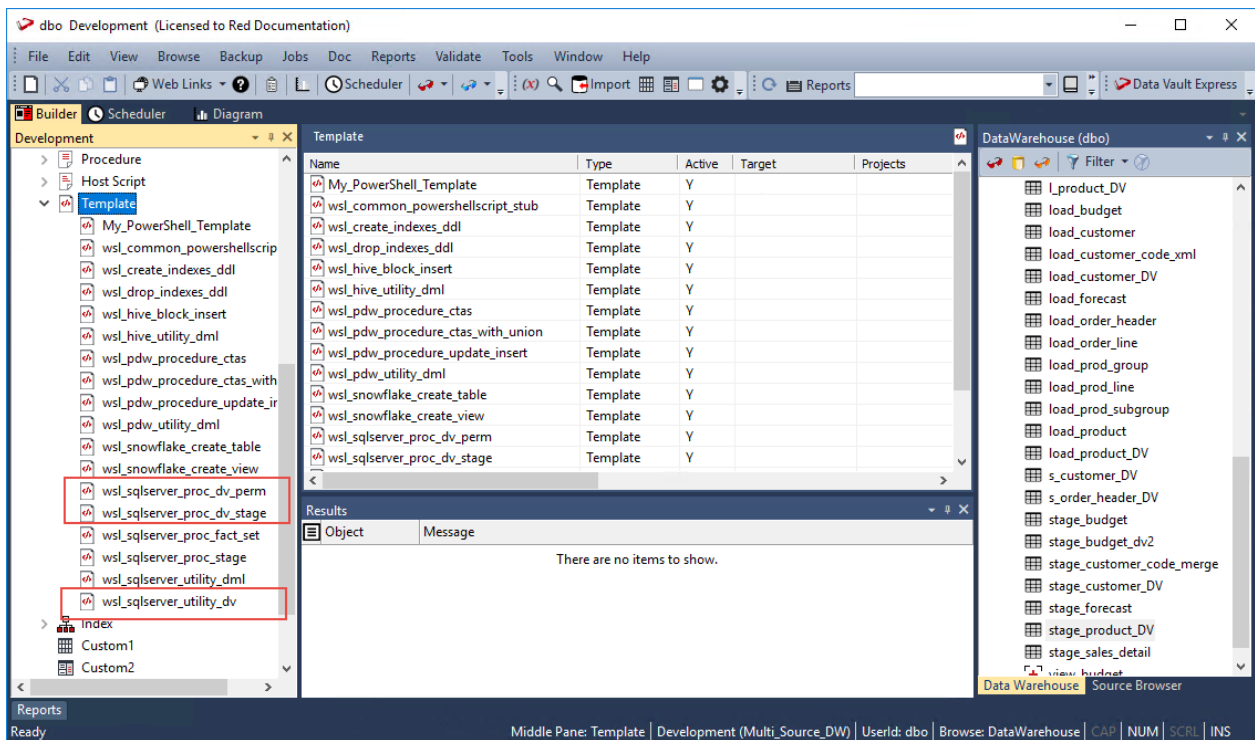 dbo Development (Licensed to Red Documentation)
File Edit View Browse Backup Jobs Doc Reports Validate Tools Window Help
Web Links Scheduler (x) Import Reports Data Vault Express
Builder Scheduler Diagram
Development
Procedure
Host Script
Template
My_PowerShell_Template
wsl_common_powershellscrip
wsl_create_indexes_ddl
wsl_drop_indexes_ddl
wsl_hive_block_insert
wsl_hive_utility_dml
wsl_pdw_procedure_ctas
wsl_pdw_procedure_ctas_with
wsl_pdw_procedure_update_ir
wsl_pdw_utility_dml
wsl_snowflake_create_table
wsl_snowflake_create_view
wsl_sqlserver_proc_dv_perm
wsl_sqlserver_proc_dv_stage
wsl_sqlserver_proc_fact_set
wsl_sqlserver_proc_stage
wsl_sqlserver_utility_dml
wsl_sqlserver_utility_dv
Index
Custom1
Custom2
Template
Name Type Active Target Projects
My_PowerShell_Template Template Y
wsl_common_powershellscript_stub Template Y
wsl_create_indexes_ddl Template Y
wsl_drop_indexes_ddl Template Y
wsl_hive_block_insert Template Y
wsl_hive_utility_dml Template Y
wsl_pdw_procedure_ctas Template Y
wsl_pdw_procedure_ctas_with_union Template Y
wsl_pdw_procedure_update_insert Template Y
wsl_pdw_utility_dml Template Y
wsl_snowflake_create_table Template Y
wsl_snowflake_create_view Template Y
wsl_sqlserver_proc_dv_perm Template Y
wsl_sqlserver_proc_dv_stage Template Y
Results
Object Message
There are no items to show.
DataWarehouse (dbo)
Filter
l_product_DV
load_budget
load_customer
load_customer_code_xml
load_customer_DV
load_forecast
load_order_header
load_order_line
load_prod_group
load_prod_line
load_prod_subgroup
load_product
load_product_DV
s_customer_DV
s_order_header_DV
stage_budget
stage_budget_dv2
stage_customer_code_merge
stage_customer_DV
stage_forecast
stage_product_DV
stage_sales_detail
view_budget
Data Warehouse Source Browser
Reports
Ready Middle Pane: Template Development (Multi_Source_DW) UserId: dbo Browse: DataWarehouse CAP NUM SCRL INS